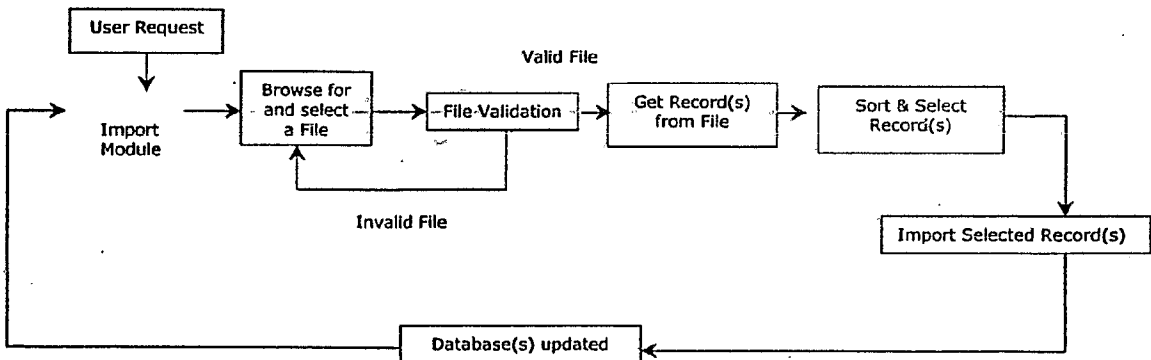 User Request
Valid File
Browse for
and select
a File
File-Validation
Get Record(s)
from File
Sort & Select
Record(s)
Import
Module
Invalid File
Import Selected Record(s)
Database(s) updated